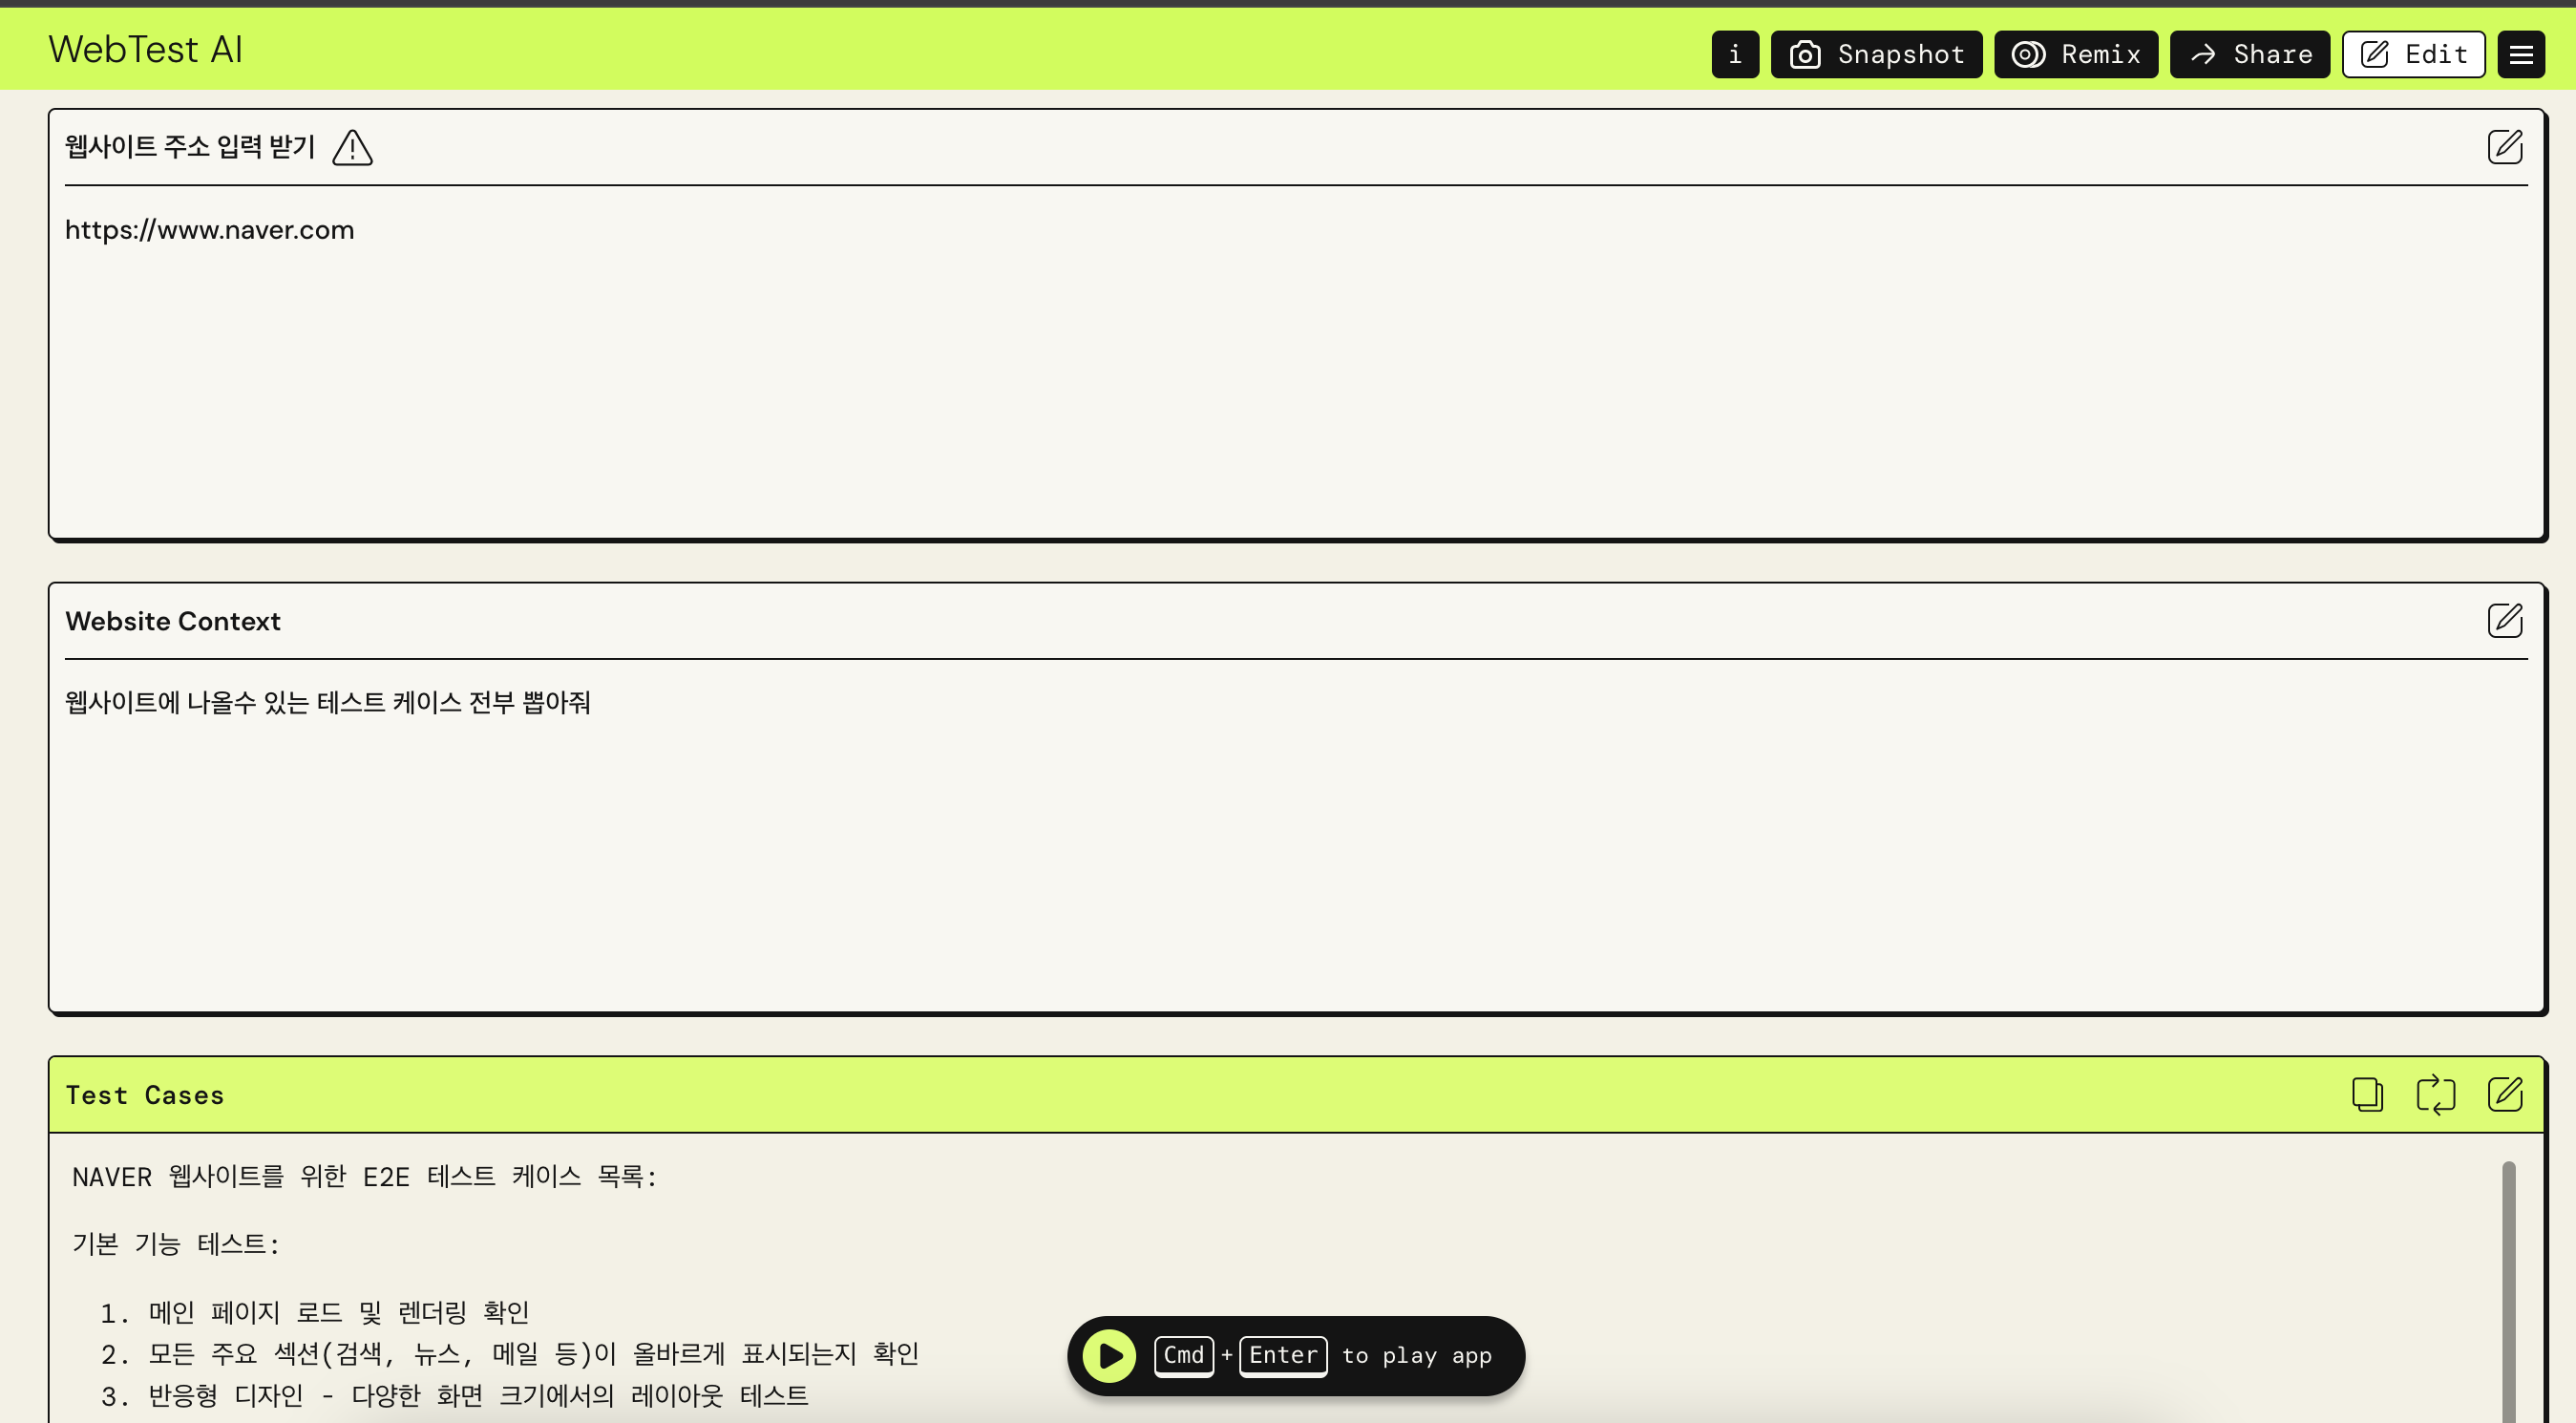 WebTest AI
i
Snapshot
Remix
Share
Edit
웹사이트 주소 입력 받기
https://www.naver.com
Website Context
웹사이트에 나올수 있는 테스트 케이스 전부 뽑아줘
Test Cases
NAVER 웹사이트를 위한 E2E 테스트 케이스 목록:
기본 기능 테스트:
1. 메인 페이지 로드 및 렌더링 확인
2. 모든 주요 섹션(검색, 뉴스, 메일 등)이 올바르게 표시되는지 확인
3. 반응형 디자인 - 다양한 화면 크기에서의 레이아웃 테스트
Cmd+Enter to play app